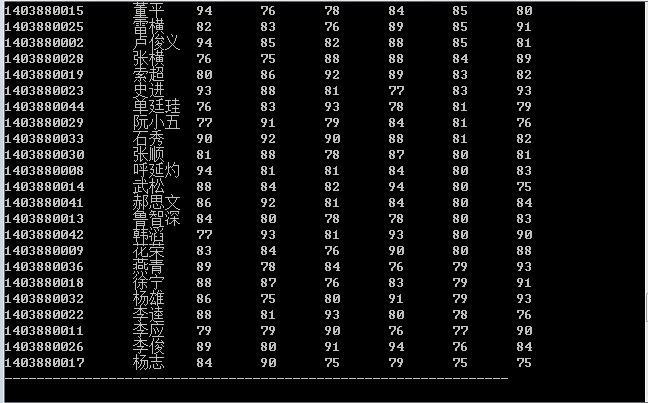 1403880015 董平 94 76 78 84 85 80
1403880025 雷横 82 83 76 89 85 91
1403880002 卢俊义 94 85 82 88 85 81
1403880028 张横 76 75 88 88 84 89
1403880019 索超 80 86 92 89 83 82
1403880023 史进 93 88 81 77 83 93
1403880044 单廷珪 76 83 93 78 81 79
1403880029 阮小五 77 91 79 84 81 76
1403880033 石秀 90 92 90 88 81 82
1403880030 张顺 81 88 78 87 80 81
1403880008 呼延灼 94 81 81 84 80 83
1403880014 武松 88 84 82 94 80 75
1403880041 郝思文 86 92 81 84 80 84
1403880013 鲁智深 84 80 78 78 80 83
1403880042 韩滔 77 93 81 93 80 90
1403880009 花荣 83 84 76 90 80 88
1403880036 燕青 89 78 84 76 79 93
1403880018 徐宁 88 87 76 83 79 91
1403880032 杨雄 86 75 80 91 79 93
1403880022 李逵 88 81 93 80 78 76
1403880011 李应 79 79 90 76 77 90
1403880026 李俊 89 80 91 94 76 84
1403880017 杨志 84 90 75 79 75 75
---------------------------------------------------------------